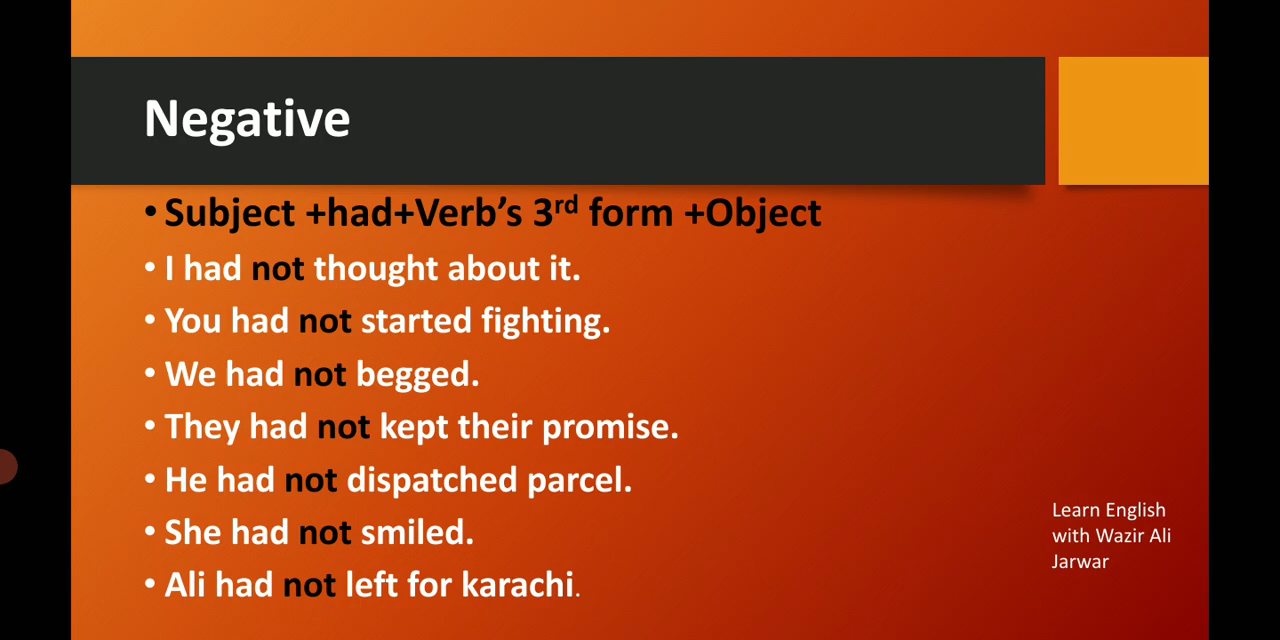 Negative
• Subject +had+Verb’s 3rd form +Object
• I had not thought about it.
• You had not started fighting.
• We had not begged.
• They had not kept their promise.
• He had not dispatched parcel.
• She had not smiled.
• Ali had not left for karachi.
Learn English
with Wazir Ali
Jarwar